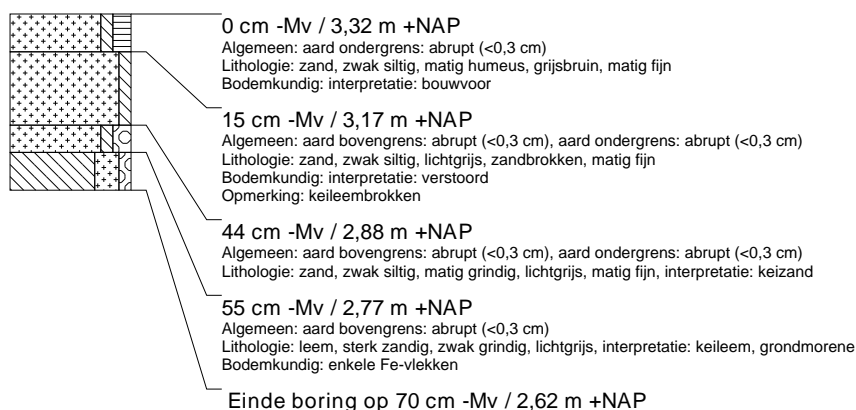 0 cm -Mv / 3,32 m +NAP
Algemeen: aard ondergrens: abrupt (<0,3 cm)
Lithologie: zand, zwak siltig, matig humeus, grijsbruin, matig fijn
Bodemkundig: interpretatie: bouwvoor
15 cm -Mv / 3,17 m +NAP
Algemeen: aard bovengrens: abrupt (<0,3 cm), aard ondergrens: abrupt (<0,3 cm)
Lithologie: zand, zwak siltig, lichtgrijs, zandbrokken, matig fijn
Bodemkundig: interpretatie: verstoord
Opmerking: keileembrokken
44 cm -Mv / 2,88 m +NAP
Algemeen: aard bovengrens: abrupt (<0,3 cm), aard ondergrens: abrupt (<0,3 cm)
Lithologie: zand, zwak siltig, matig grindig, lichtgrijs, matig fijn, interpretatie: keizand
55 cm -Mv / 2,77 m +NAP
Algemeen: aard bovengrens: abrupt (<0,3 cm)
Lithologie: leem, sterk zandig, zwak grindig, lichtgrijs, interpretatie: keileem, grondmorene
Bodemkundig: enkele Fe-vlekken
Einde boring op 70 cm -Mv / 2,62 m +NAP